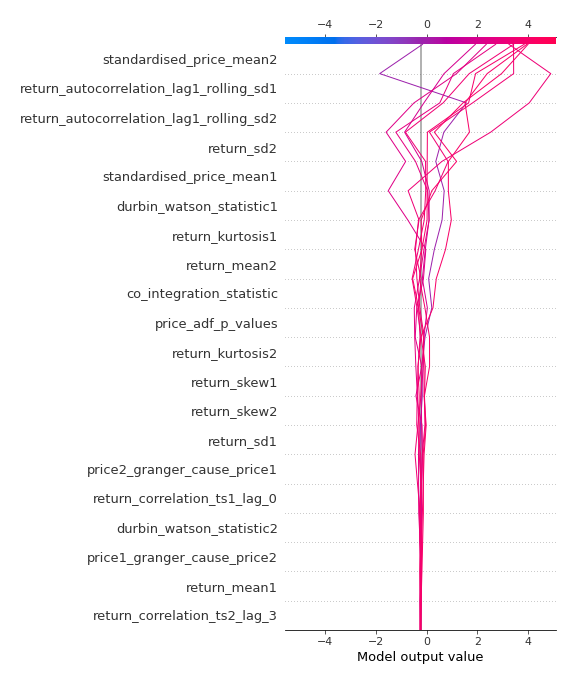 −4 −2 0 2 4
standardised_price_mean2
return_autocorrelation_lag1_rolling_sd1
return_autocorrelation_lag1_rolling_sd2
return_sd2
standardised_price_mean1
durbin_watson_statistic1
return_kurtosis1
return_mean2
co_integration_statistic
price_adf_p_values
return_kurtosis2
return_skew1
return_skew2
return_sd1
price2_granger_cause_price1
return_correlation_ts1_lag_0
durbin_watson_statistic2
price1_granger_cause_price2
return_mean1
return_correlation_ts2_lag_3
−4 −2 0 2 4
Model output value